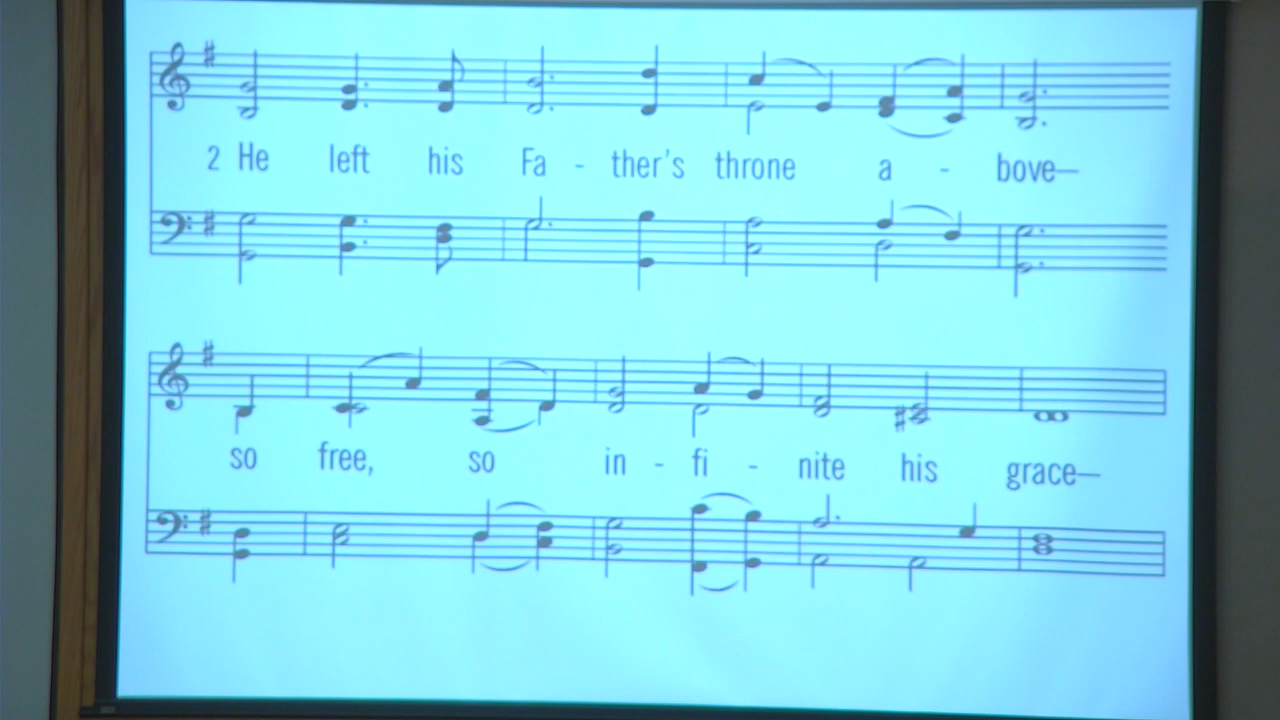 2 He left his Fa - ther's throne a - bove—
so free, so in - fi - nite his grace—